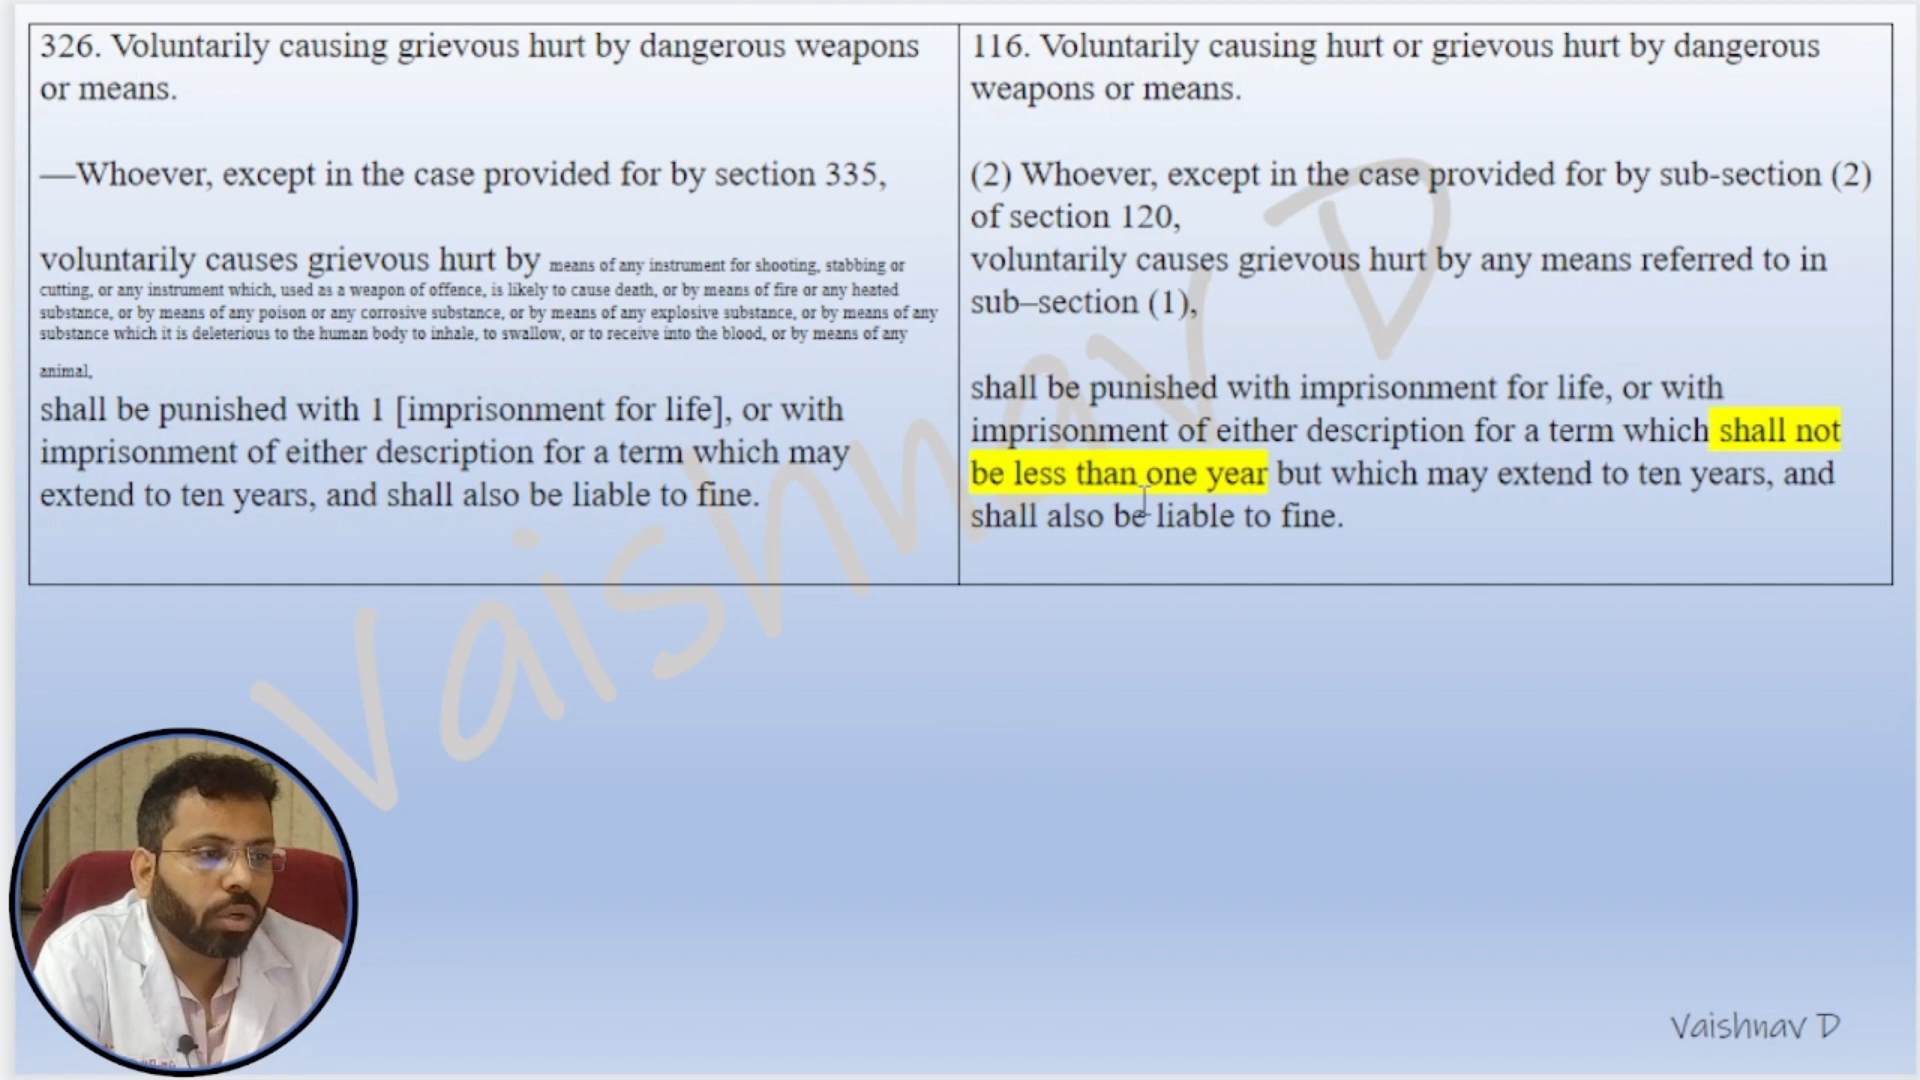 326. Voluntarily causing grievous hurt by dangerous weapons
or means.
—Whoever, except in the case provided for by section 335,
voluntarily causes grievous hurt by means of any instrument for shooting, stabbing or
cutting, or any instrument which, used as a weapon of offence, is likely to cause death, or by means of fire or any heated
substance, or by means of any poison or any corrosive substance, or by means of any explosive substance, or by means of any
substance which it is deleterious to the human body to inhale, to swallow, or to receive into the blood, or by means of any
animal,
shall be punished with 1 [imprisonment for life], or with
imprisonment of either description for a term which may
extend to ten years, and shall also be liable to fine.
116. Voluntarily causing hurt or grievous hurt by dangerous
weapons or means.
(2) Whoever, except in the case provided for by sub-section (2)
of section 120,
voluntarily causes grievous hurt by any means referred to in
sub–section (1),
shall be punished with imprisonment for life, or with
imprisonment of either description for a term which shall not
be less than one year but which may extend to ten years, and
shall also be liable to fine.
Vaishnav D
Vaishnav D